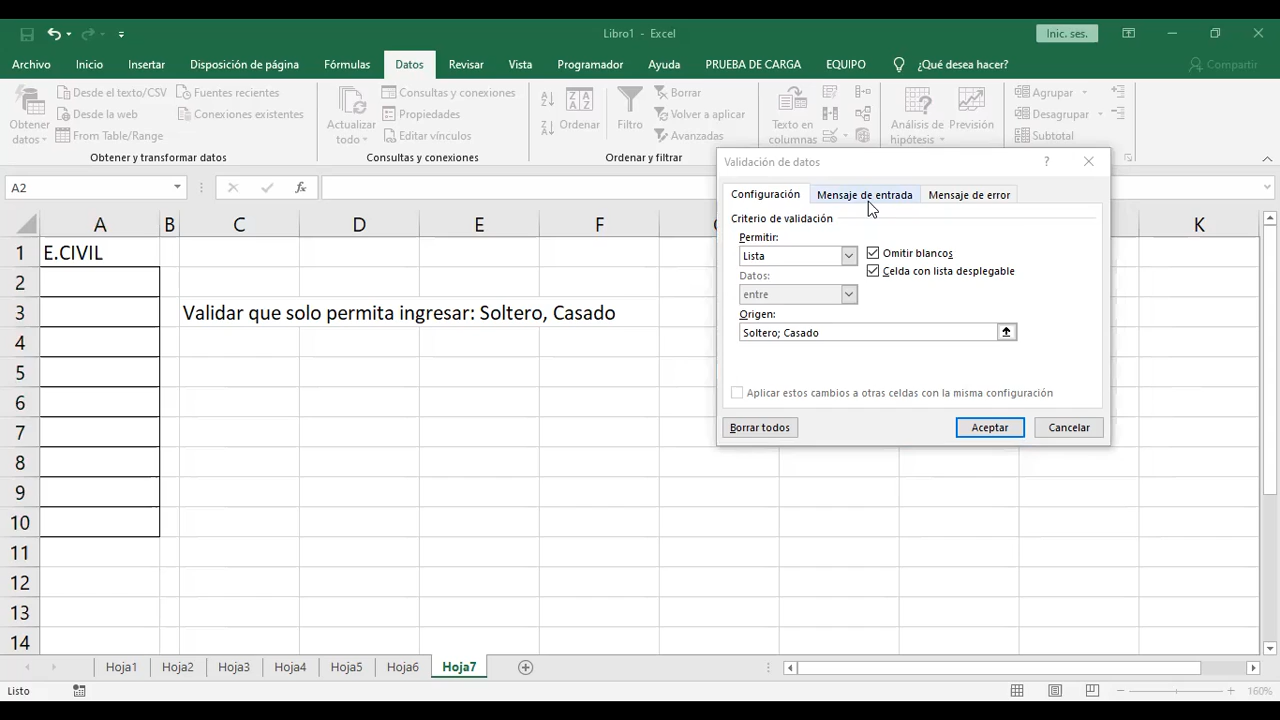 Libro1 - Excel
Inic. ses.
Archivo Inicio Insertar Disposición de página Fórmulas Datos Revisar Vista Programador Ayuda PRUEBA DE CARGA EQUIPO ¿Qué desea hacer? Compartir
Obtener datos
Desde el texto/CSV
Desde la web
From Table/Range
Fuentes recientes
Conexiones existentes
Obtener y transformar datos
Actualizar todo
Consultas y conexiones
Propiedades
Editar vínculos
Consultas y conexiones
Ordenar
Filtro
Borrar
Volver a aplicar
Avanzadas
Ordenar y filtrar
Texto en columnas
Análisis de hipótesis
Previsión
Agrupar
Desagrupar
Subtotal
A2
fx
A B C D E F K
1 E.CIVIL
2
3 Validar que solo permita ingresar: Soltero, Casado
4
5
6
7
8
9
10
11
12
13
14
Validación de datos ?
Configuración Mensaje de entrada Mensaje de error
Criterio de validación
Permitir:
Lista
Omitir blancos
Datos:
Celda con lista desplegable
entre
Origen:
Soltero; Casado
Aplicar estos cambios a otras celdas con la misma configuración
Borrar todos Aceptar Cancelar
Hoja1 Hoja2 Hoja3 Hoja4 Hoja5 Hoja6 Hoja7
Listo
160%